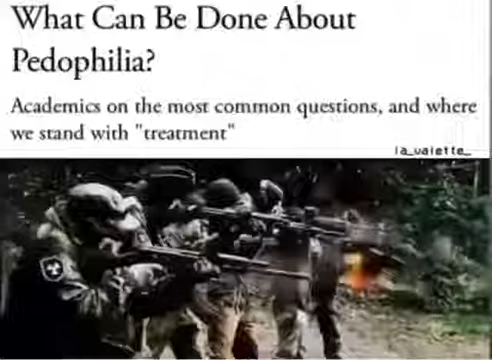 What Can Be Done About
Pedophilia?
Academics on the most common questions, and where
we stand with "treatment"
la_valette_